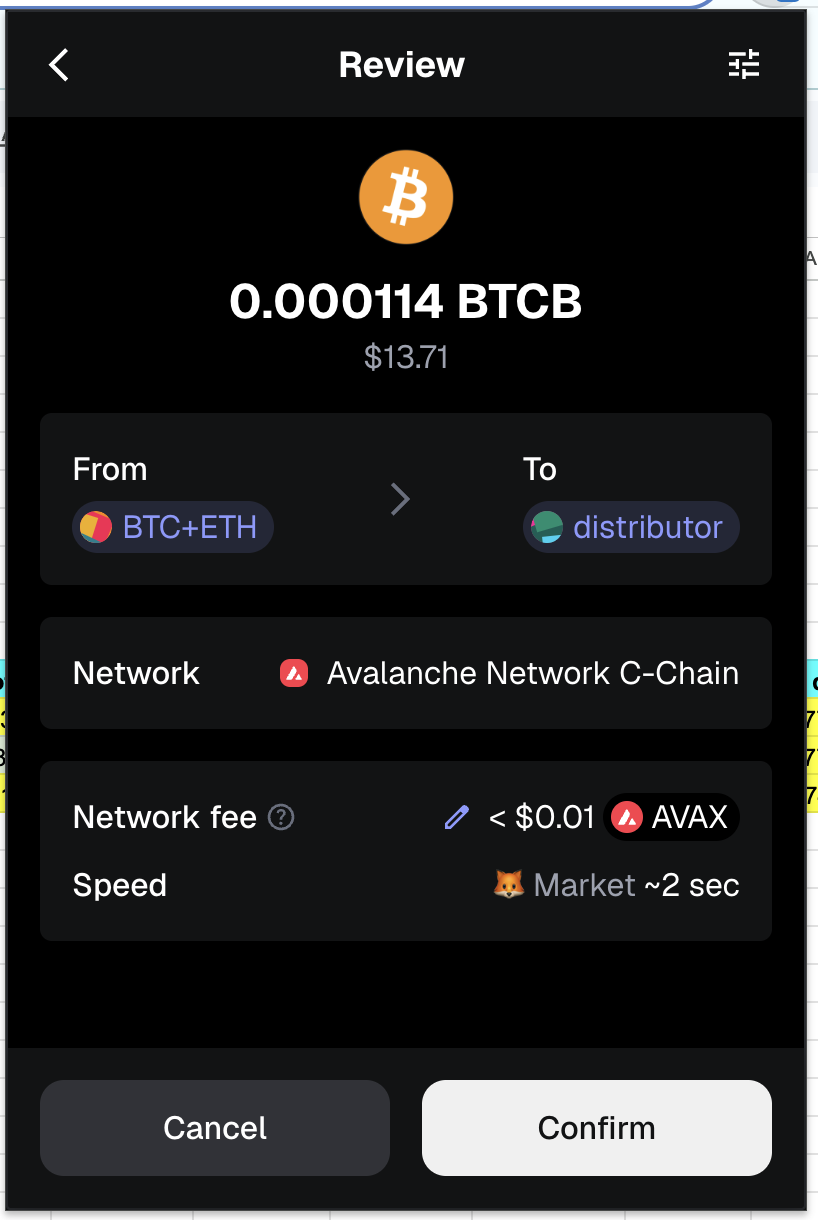 Review
0.000114 BTCB
$13.71
From
To
BTC+ETH
distributor
Network
Avalanche Network C-Chain
Network fee ?
< $0.01 AVAX
Speed
Market ~2 sec
Cancel
Confirm